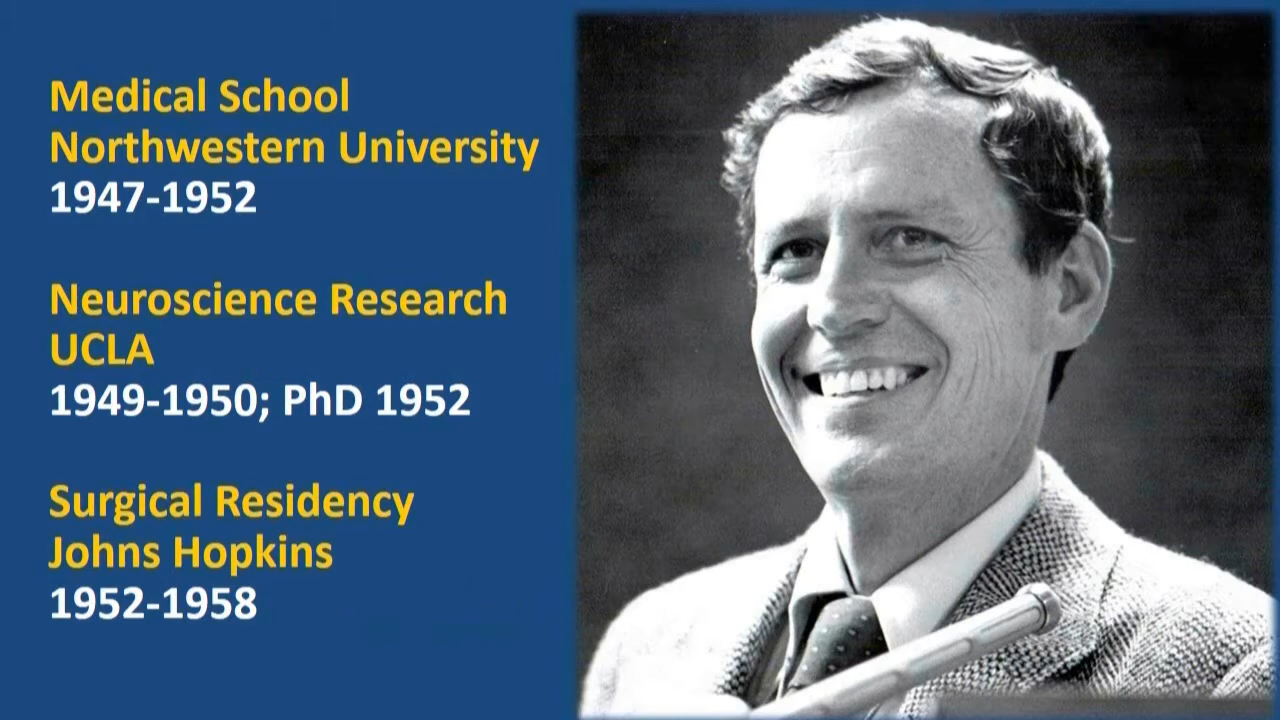 Medical School
Northwestern University
1947-1952
Neuroscience Research
UCLA
1949-1950; PhD 1952
Surgical Residency
Johns Hopkins
1952-1958